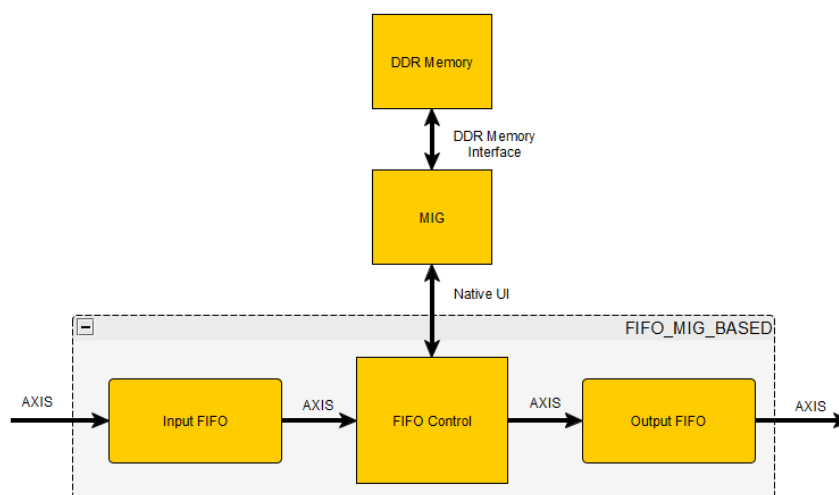 DDR Memory
DDR Memory
Interface
MIG
Native UI
FIFO_MIG_BASED
AXIS
Input FIFO
AXIS
FIFO Control
AXIS
Output FIFO
AXIS